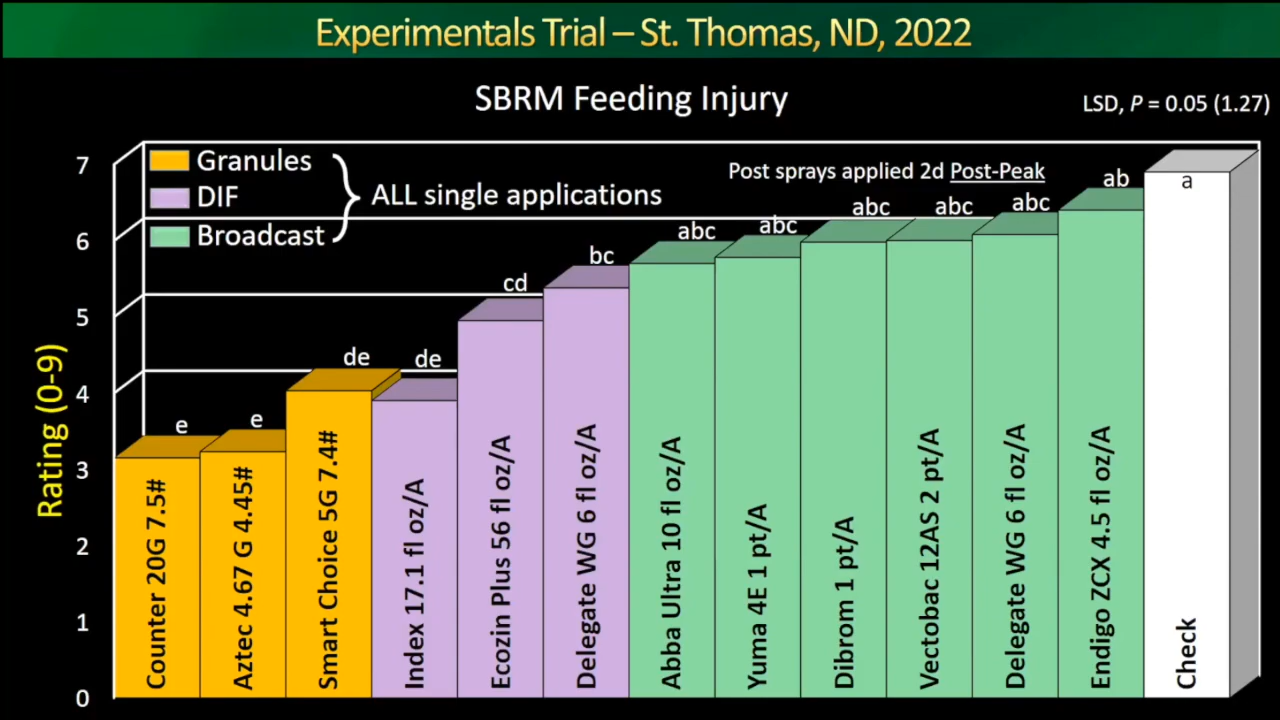 Experimentals Trial – St. Thomas, ND, 2022
SBRM Feeding Injury
LSD, P = 0.05 (1.27)
Granules
DIF
Broadcast
ALL single applications
Post sprays applied 2d Post-Peak
Rating (0-9)
7
6
5
4
3
2
1
0
e
e
de
de
cd
bc
abc
abc
abc
abc
abc
ab
a
Counter 20G 7.5#
Aztec 4.67 G 4.45#
Smart Choice 5G 7.4#
Index 17.1 fl oz/A
Ecozin Plus 56 fl oz/A
Delegate WG 6 fl oz/A
Abba Ultra 10 fl oz/A
Yuma 4E 1 pt/A
Dibrom 1 pt/A
Vectobac 12AS 2 pt/A
Delegate WG 6 fl oz/A
Endigo ZCX 4.5 fl oz/A
Check